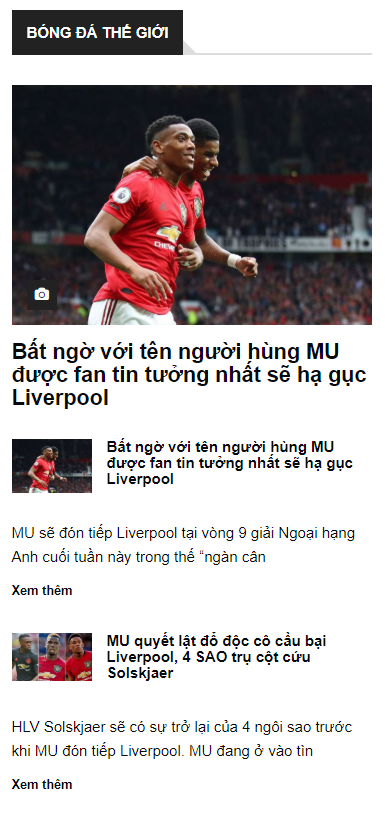 BÓNG ĐÁ THẾ GIỚI
CHEVROLET
Bất ngờ với tên người hùng MU
được fan tin tưởng nhất sẽ hạ gục
Liverpool
Bất ngờ với tên người hùng MU
được fan tin tưởng nhất sẽ hạ gục
Liverpool
MU sẽ đón tiếp Liverpool tại vòng 9 giải Ngoại hạng
Anh cuối tuần này trong thế “ngàn cân
Xem thêm
MU quyết lật đổ độc cô cầu bại
Liverpool, 4 SAO trụ cột cứu
Solskjaer
HLV Solskjaer sẽ có sự trở lại của 4 ngôi sao trước
khi MU đón tiếp Liverpool. MU đang ở vào tìn
Xem thêm